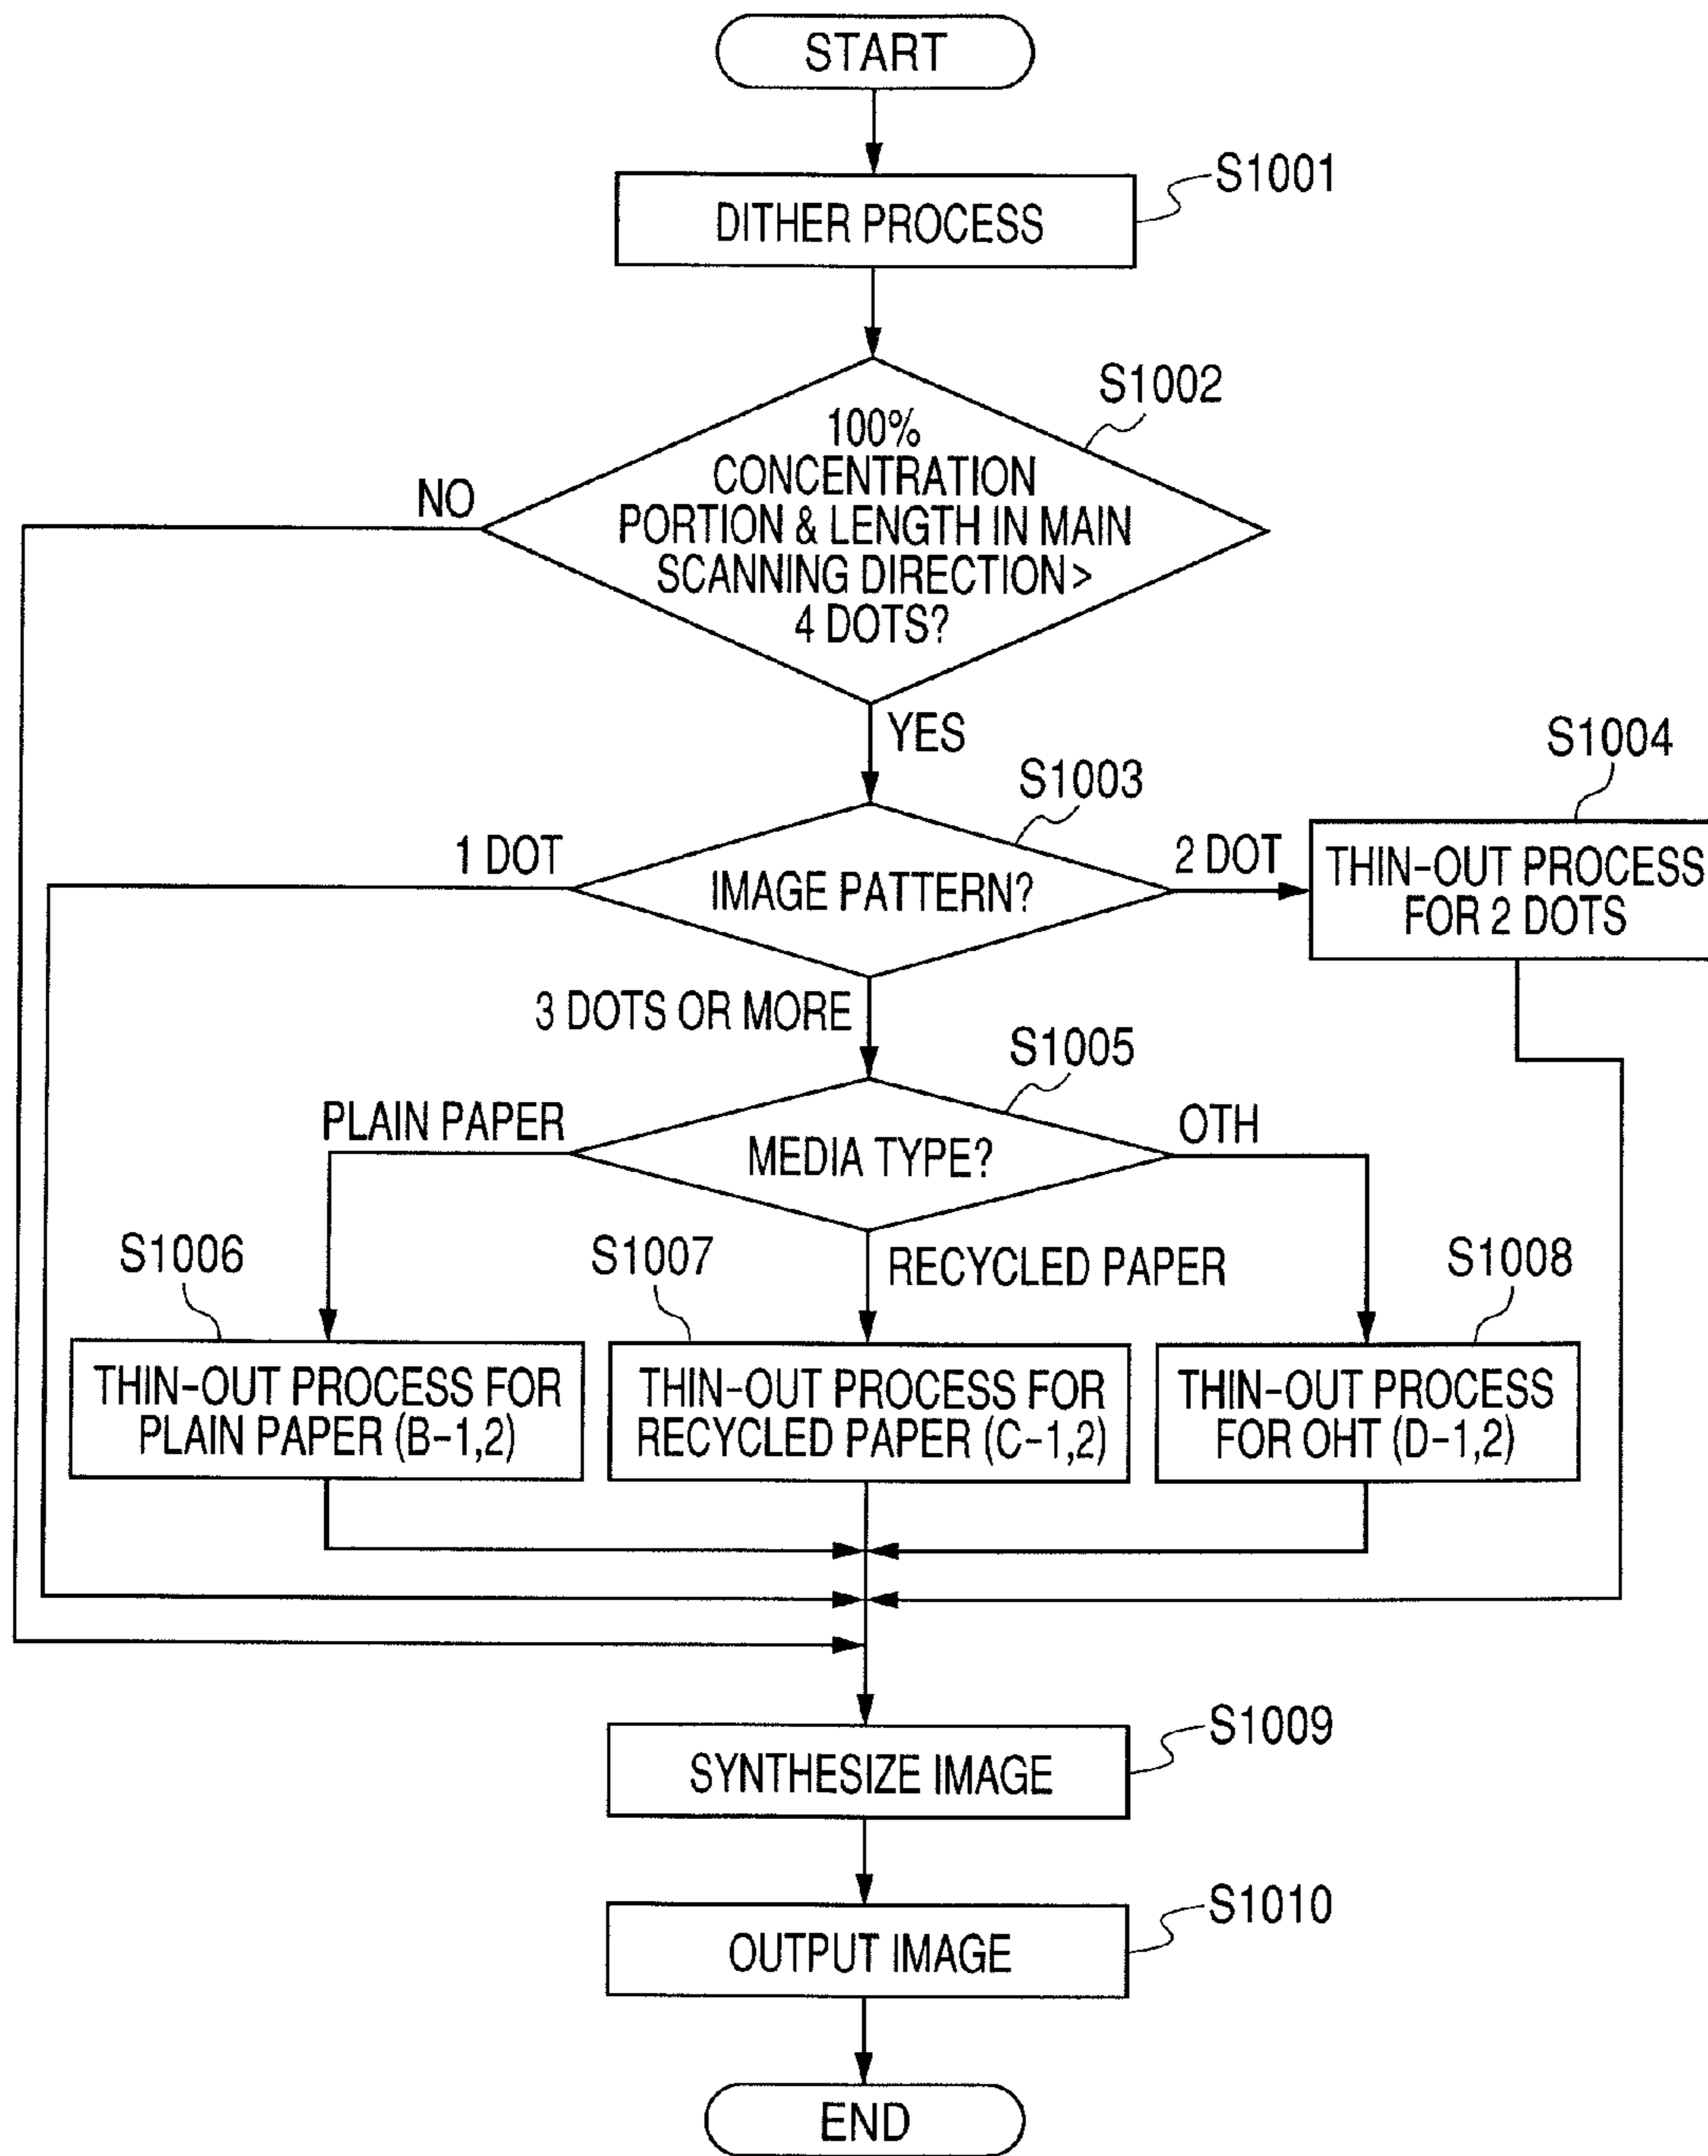 START
S1001
DITHER PROCESS
S1002
100%
CONCENTRATION
PORTION & LENGTH IN MAIN
SCANNING DIRECTION >
4 DOTS?
NO
YES
S1003
S1004
1 DOT
IMAGE PATTERN?
2 DOT
THIN-OUT PROCESS
FOR 2 DOTS
3 DOTS OR MORE
S1005
PLAIN PAPER
MEDIA TYPE?
OTH
S1006
S1007
RECYCLED PAPER
S1008
THIN-OUT PROCESS FOR
PLAIN PAPER (B-1,2)
THIN-OUT PROCESS FOR
RECYCLED PAPER (C-1,2)
THIN-OUT PROCESS
FOR OHT (D-1,2)
S1009
SYNTHESIZE IMAGE
S1010
OUTPUT IMAGE
END